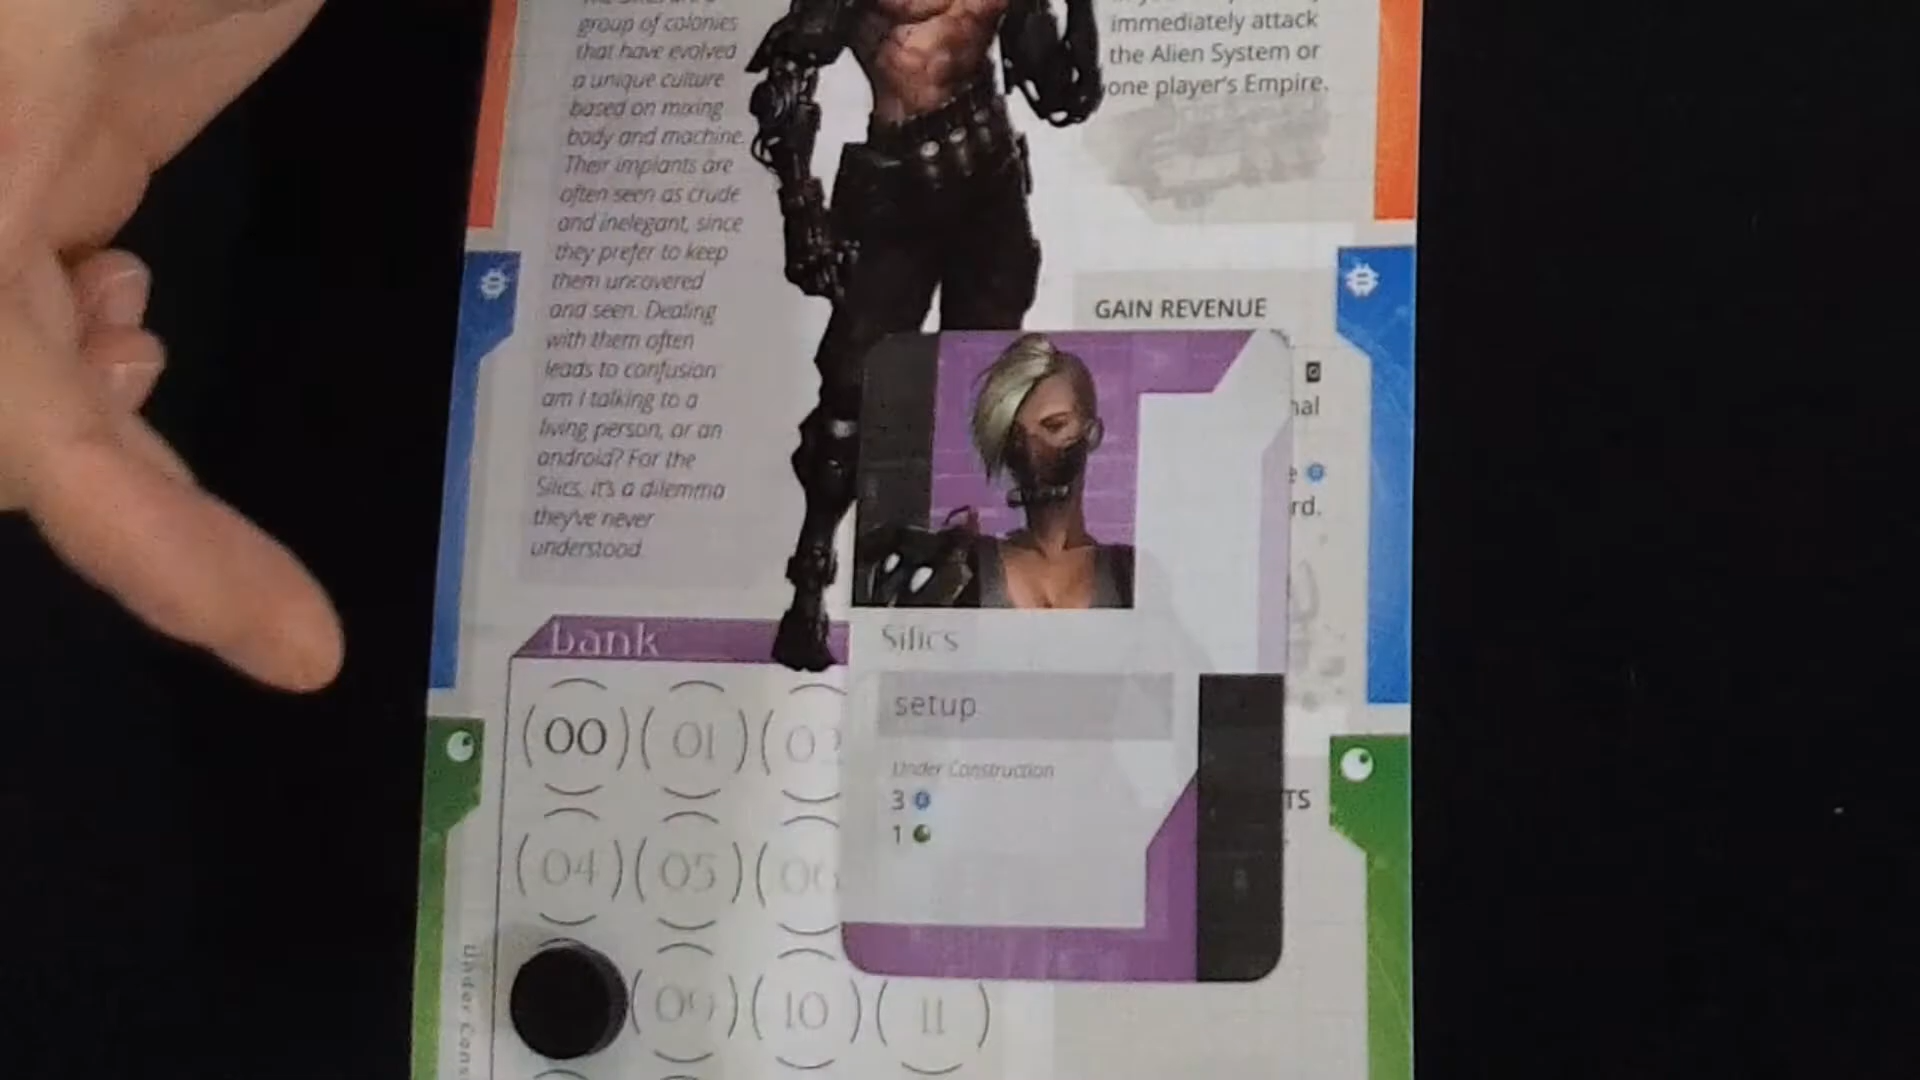 group of colonies
that have evolved
a unique culture
based on mixing
body and machine.
Their implants are
often seen as crude
and inelegant, since
they prefer to keep
them uncovered
and seen. Dealing
with them often
leads to confusion
am I talking to a
living person, or an
android? For the
Silics, it's a dilemma
they've never
understood.
immediately attack
the Alien System or
one player's Empire.
GAIN REVENUE
rd.
bank
00 01
04 05 06
09 10 11
Silics
setup
Under Construction
3
1
TS
Under Cons